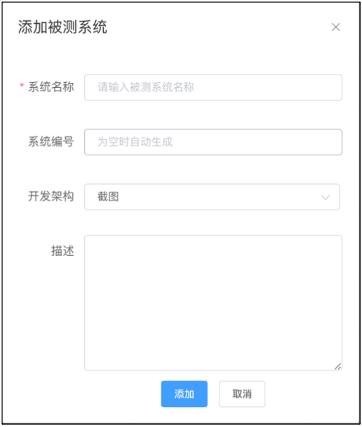 添加被测系统
* 系统名称 请输入被测系统名称
系统编号 为空时自动生成
开发架构 截图
描述
添加 取消